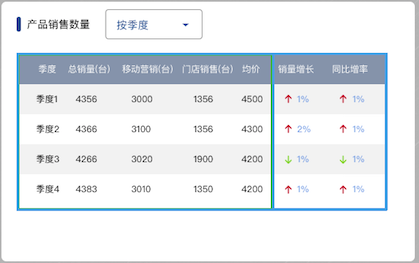 产品销售数量 按季度
季度 总销量(台) 移动营销(台) 门店销售(台) 均价 销量增长 同比增率
季度1 4356 3000 1356 4500 ↑ 1% ↑ 1%
季度2 4366 3100 1356 4300 ↑ 2% ↑ 1%
季度3 4266 3020 1900 4200 ↓ 1% ↓ 1%
季度4 4383 3010 1350 4200 ↑ 1% ↑ 1%